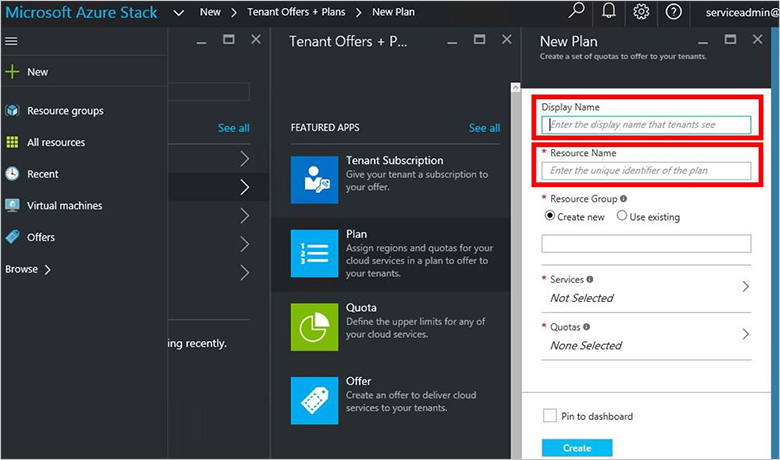 Microsoft Azure Stack New > Tenant Offers + Plans > New Plan serviceadmin@
New
Resource groups
All resources
Recent
Virtual machines
Offers
Browse >
See all
ing recently.
Tenant Offers + P...
FEATURED APPS See all
Tenant Subscription
Give your tenant a subscription to
your offer.
1
2
3
Plan
Assign regions and quotas for your
cloud services in a plan to offer to
your tenants.
Quota
Define the upper limits for any of
your cloud services.
Offer
Create an offer to deliver cloud
services to your tenants.
New Plan
Create a set of quotas to offer to your tenants.
Display Name
Enter the display name that tenants see
* Resource Name
Enter the unique identifier of the plan
* Resource Group
Create new Use existing
* Services
Not Selected
* Quotas
None Selected
Pin to dashboard
Create